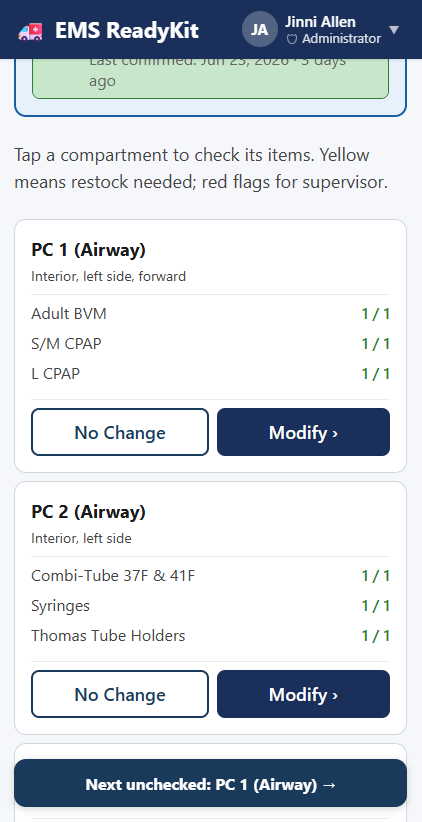 EMS ReadyKit
JA
Jinni Allen
Administrator
▼
Last confirmed: Jun 23, 2026 · 3 days
ago
Tap a compartment to check its items. Yellow
means restock needed; red flags for supervisor.
PC 1 (Airway)
Interior, left side, forward
Adult BVM 1 / 1
S/M CPAP 1 / 1
L CPAP 1 / 1
No Change Modify ›
PC 2 (Airway)
Interior, left side
Combi-Tube 37F & 41F 1 / 1
Syringes 1 / 1
Thomas Tube Holders 1 / 1
No Change Modify ›
Next unchecked: PC 1 (Airway) →